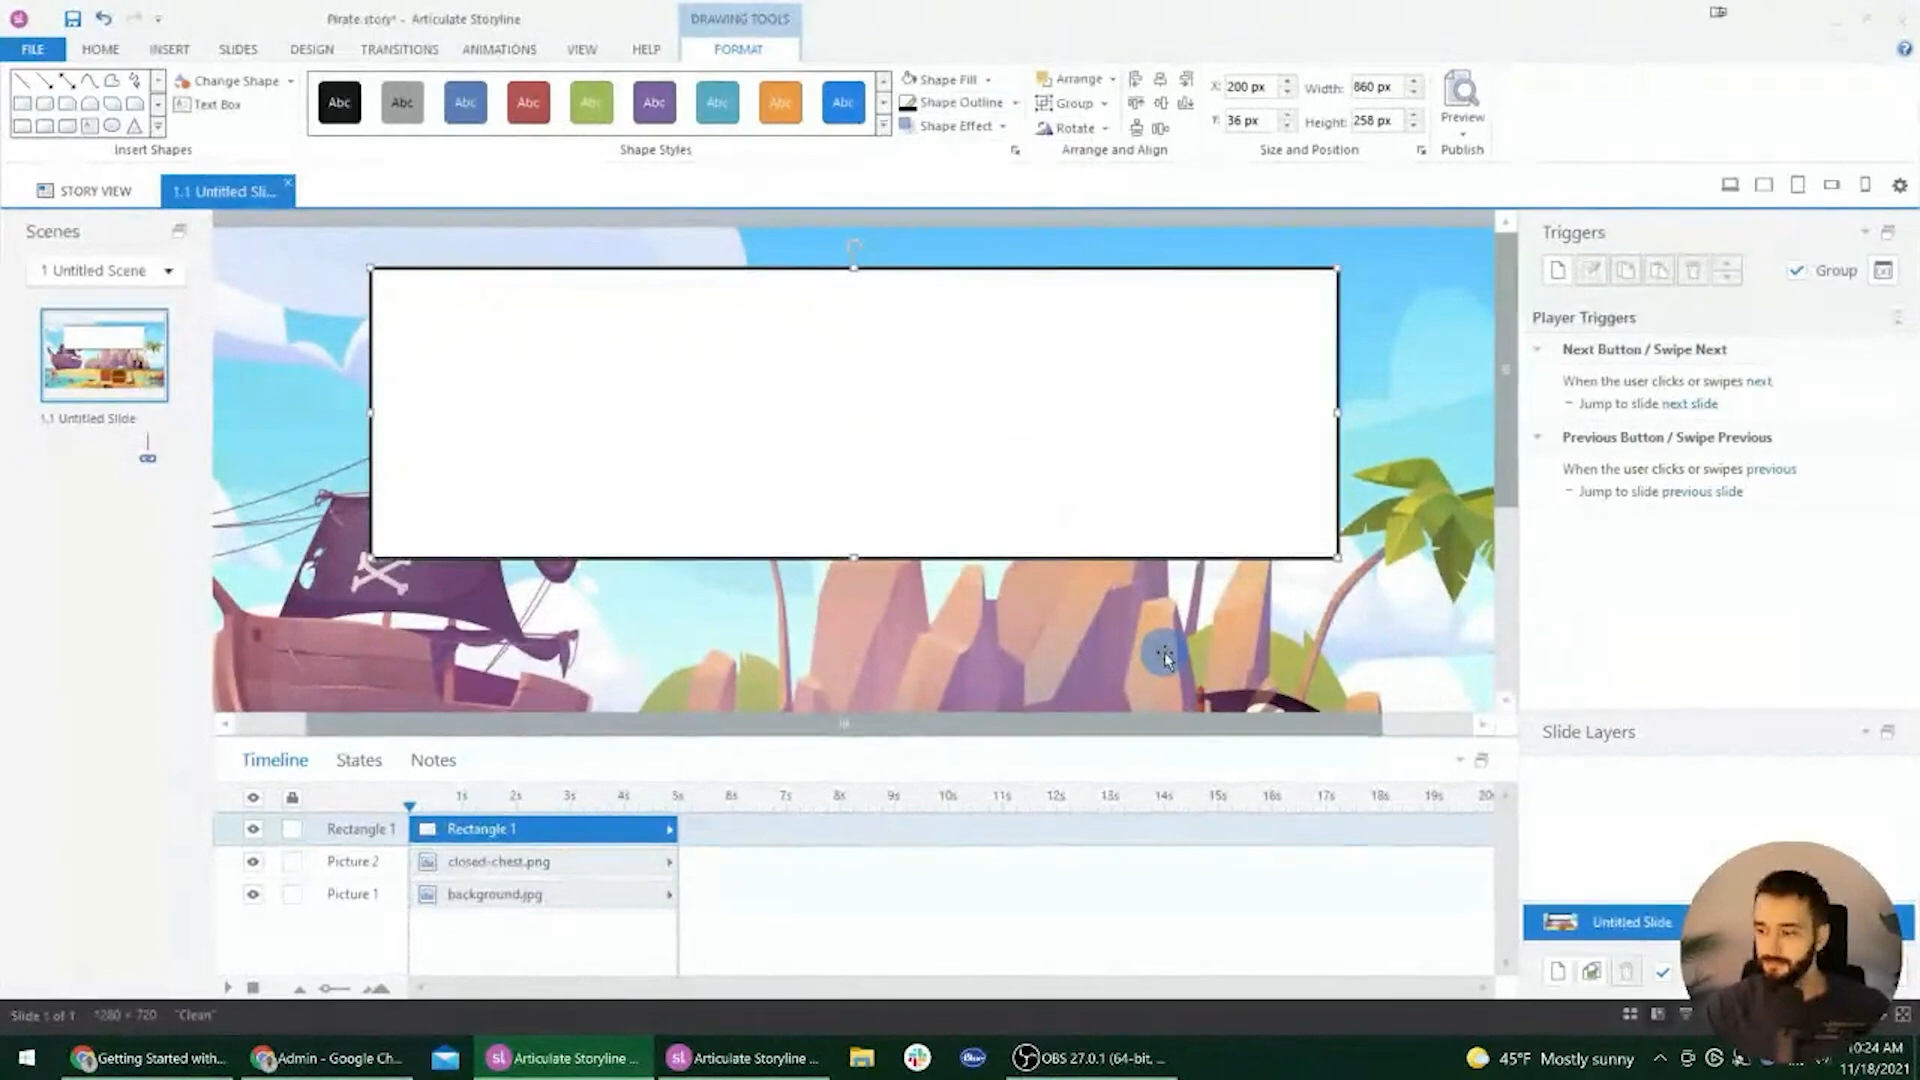 Pirate.story* - Articulate Storyline
DRAWING TOOLS
FILE HOME INSERT SLIDES DESIGN TRANSITIONS ANIMATIONS VIEW HELP FORMAT
Change Shape
Text Box
Insert Shapes
Abc Abc Abc Abc Abc Abc Abc Abc Abc
Shape Styles
Shape Fill
Shape Outline
Shape Effect
Arrange
Group
Rotate
Arrange and Align
X: 200 px Width: 860 px
Y: 36 px Height: 258 px
Size and Position
Preview
Publish
STORY VIEW
1.1 Untitled Sli...
Scenes
1 Untitled Scene
1.1 Untitled Slide
Triggers
Group
Player Triggers
Next Button / Swipe Next
When the user clicks or swipes next
Jump to slide next slide
Previous Button / Swipe Previous
When the user clicks or swipes previous
Jump to slide previous slide
Slide Layers
Untitled Slide
Timeline States Notes
1s 2s 3s 4s 5s 6s 7s 8s 9s 10s 11s 12s 13s 14s 15s 16s 17s 18s 19s
Rectangle 1 Rectangle 1
Picture 2 closed-chest.png
Picture 1 background.jpg
Slide 1 of 1 1280 × 720 "Clean"
Getting Started with...
Admin - Google Ch...
Articulate Storyline ...
Articulate Storyline ...
OBS 27.0.1 (64-bit, ...
45°F Mostly sunny
10:24 AM
11/18/2021